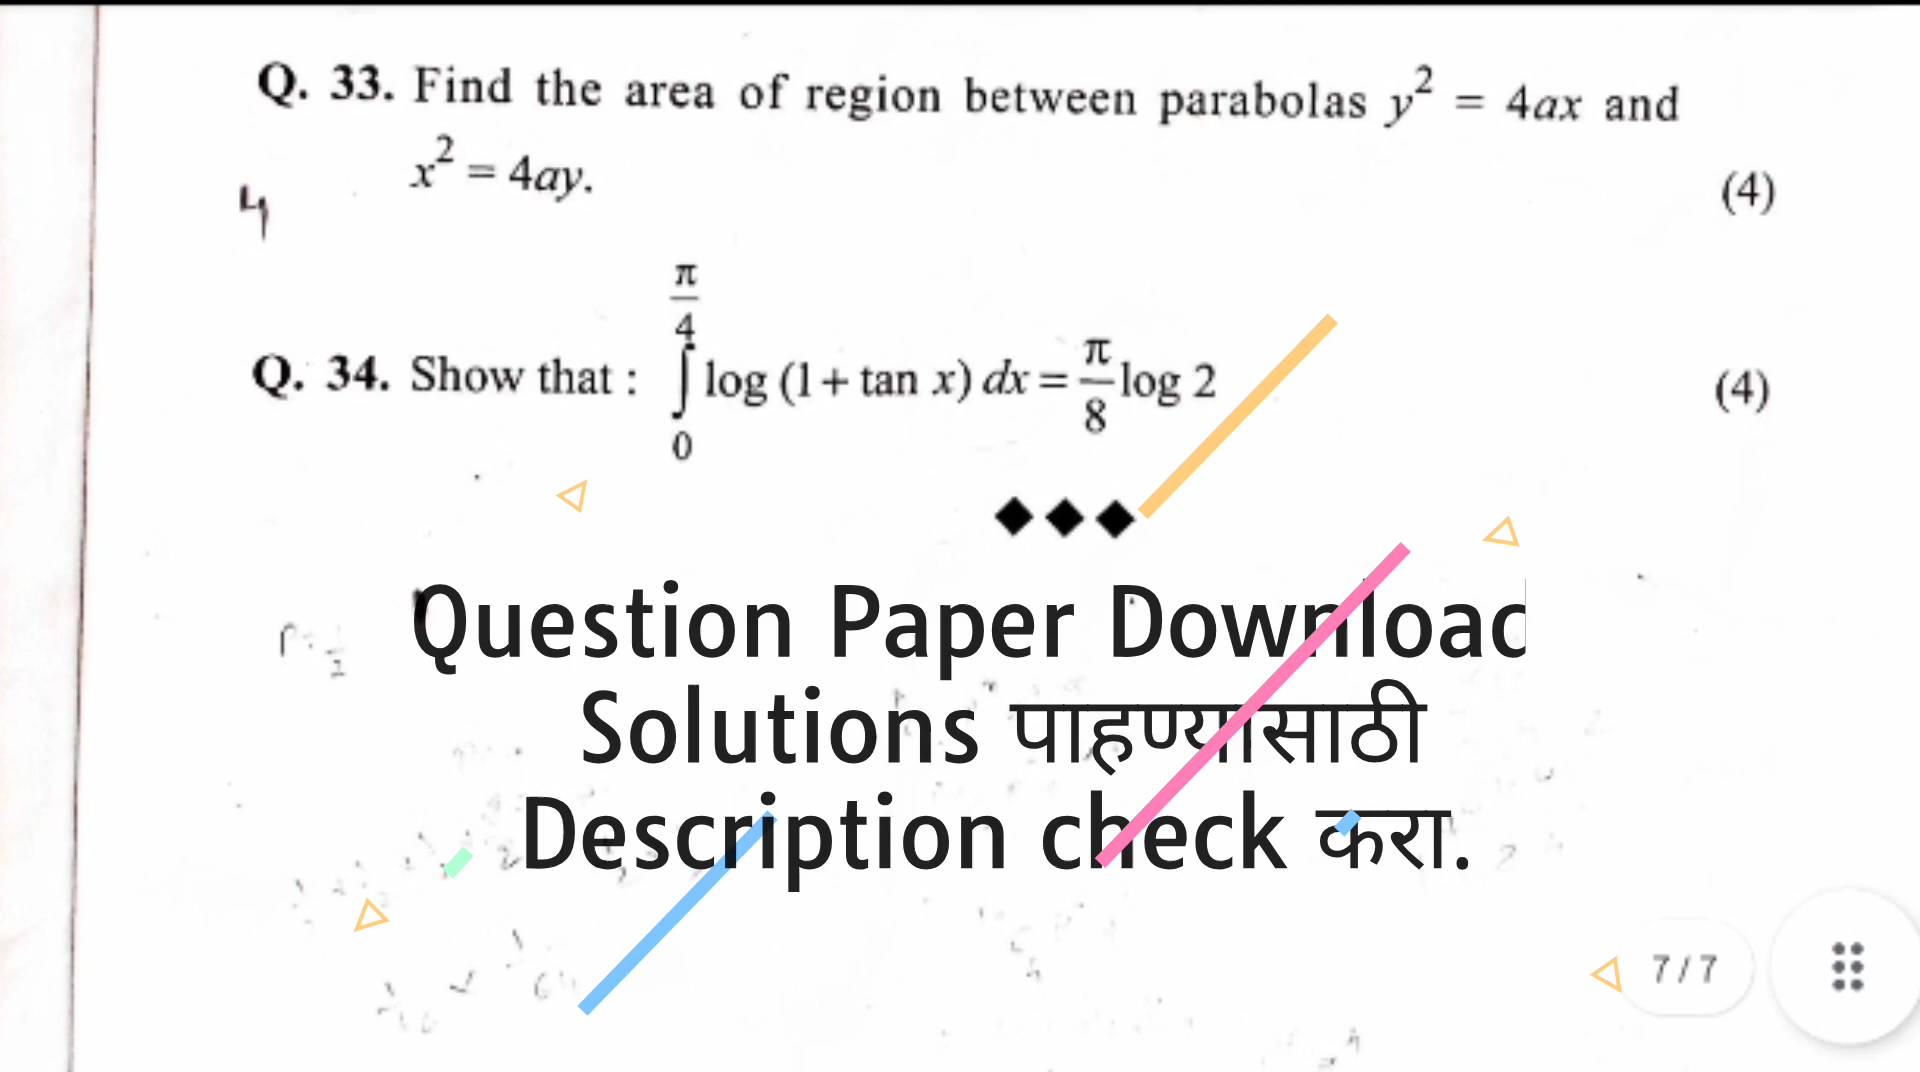 Q. 33. Find the area of region between parabolas y² = 4ax and
x² = 4ay. (4)
4
Q. 34. Show that : ∫₀^(π/4) log (1 + tan x) dx = π/8 log 2 (4)
◆◆◆
Question Paper Download
Solutions पाहण्यासाठी
Description check करा.
7 / 7